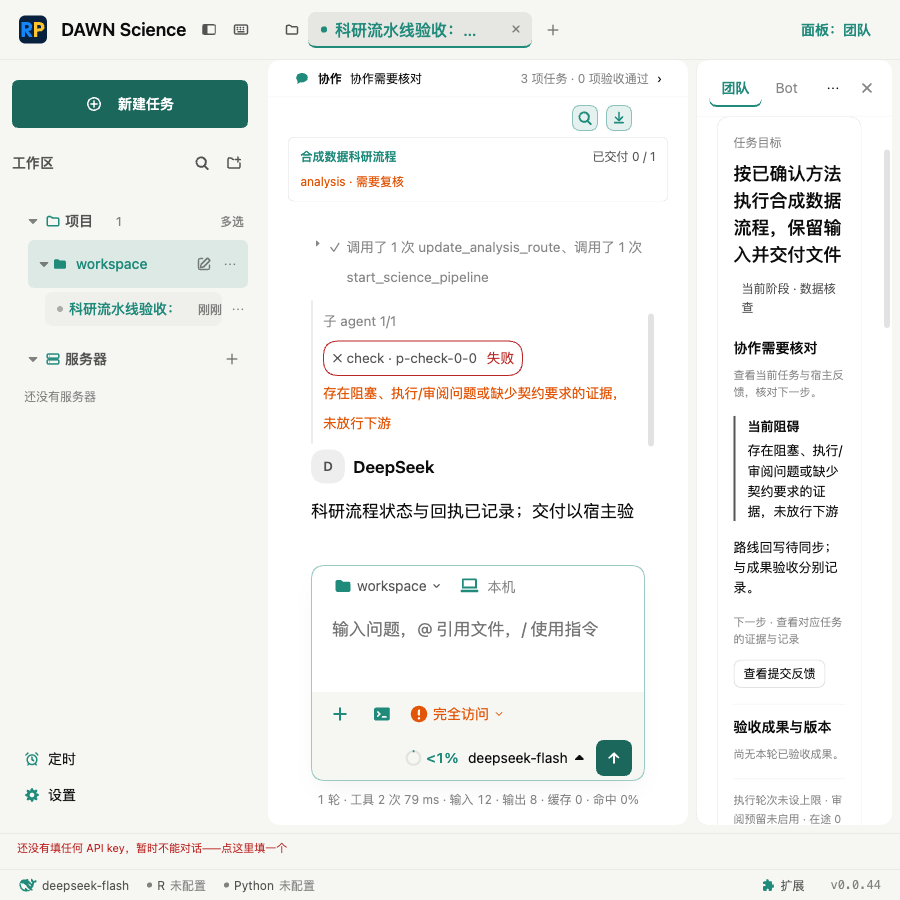 RP DAWN Science
科研流水线验收：...
面板：团队
新建任务
工作区
项目 1 多选
workspace
科研流水线验收： 刚刚
服务器
还没有服务器
定时
设置
协作 协作需要核对
3 项任务 · 0 项验收通过
合成数据科研流程
已交付 0 / 1
analysis · 需要复核
调用了 1 次 update_analysis_route、调用了 1 次
start_science_pipeline
子 agent 1/1
check · p-check-0-0 失败
存在阻塞、执行/审阅问题或缺少契约要求的证据，
未放行下游
D DeepSeek
科研流程状态与回执已记录；交付以宿主验
workspace 本机
输入问题，@ 引用文件，/ 使用指令
完全访问
<1% deepseek-flash
1 轮 · 工具 2 次 79 ms · 输入 12 · 输出 8 · 缓存 0 · 命中 0%
团队 Bot ...
任务目标
按已确认方法
执行合成数据
流程，保留输
入并交付文件
当前阶段 · 数据核
查
协作需要核对
查看当前任务与宿主反
馈，核对下一步。
当前阻碍
存在阻塞、执行/
审阅问题或缺少
契约要求的证
据，未放行下游
路线回写待同步；
与成果验收分别记
录。
下一步 · 查看对应任务
的证据与记录
查看提交反馈
验收成果与版本
尚无本轮已验收成果。
执行轮次未设上限 · 审
阅预留未启用 · 在途 0
还没有填任何 API key，暂时不能对话——点这里填一个
deepseek-flash R 未配置 Python 未配置
扩展 v0.0.44